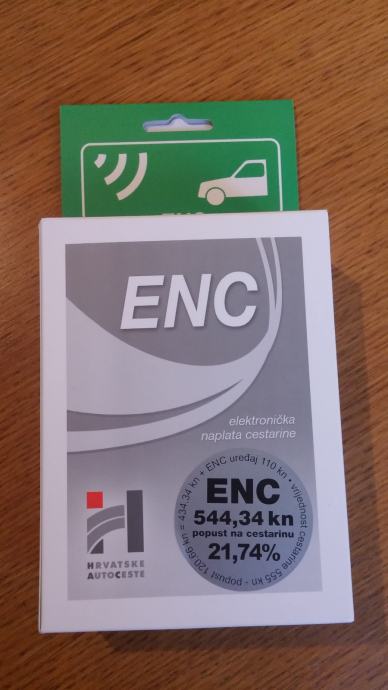 ENC
elektronička
naplata cestarine
vrijednost cestarine 555 kn - popust 120,66 kn = 434,34 kn + ENC uređaj 110 kn •
ENC
544,34 kn
popust na cestarinu
21,74%
HRVATSKE
AUTOCESTE